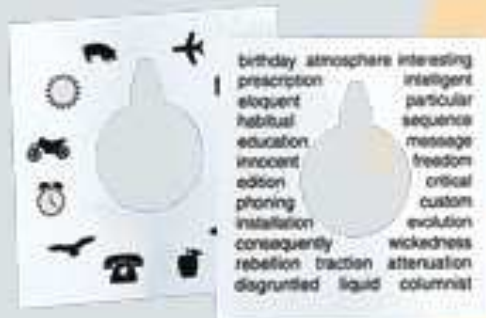 birthday atmosphere interesting
prescription intelligent
eloquent particular
habitual sequence
education message
innocent freedom
edition critical
phoning custom
installation evolution
consequently wickedness
rebellion traction attenuation
disgruntled liquid columnist